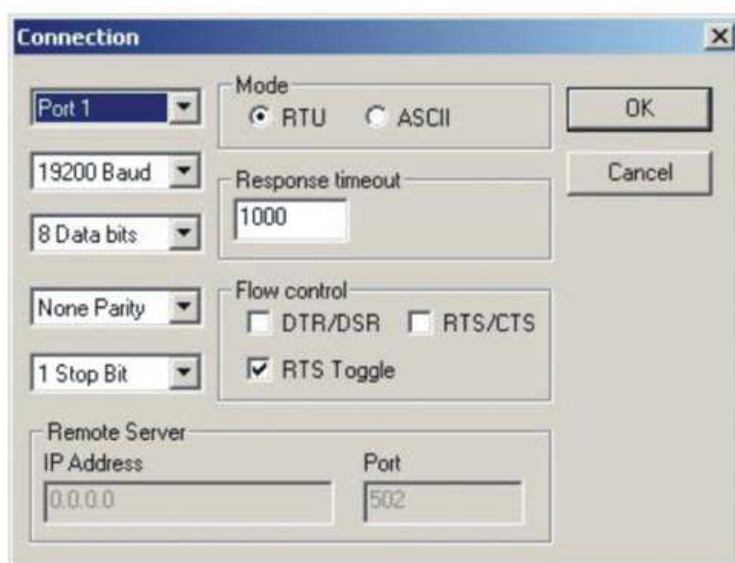 Connection
Port 1
Mode
RTU
ASCII
OK
19200 Baud
Response timeout
Cancel
1000
8 Data bits
None Parity
Flow control
DTR/DSR
RTS/CTS
1 Stop Bit
RTS Toggle
Remote Server
IP Address
Port
0.0.0.0
502